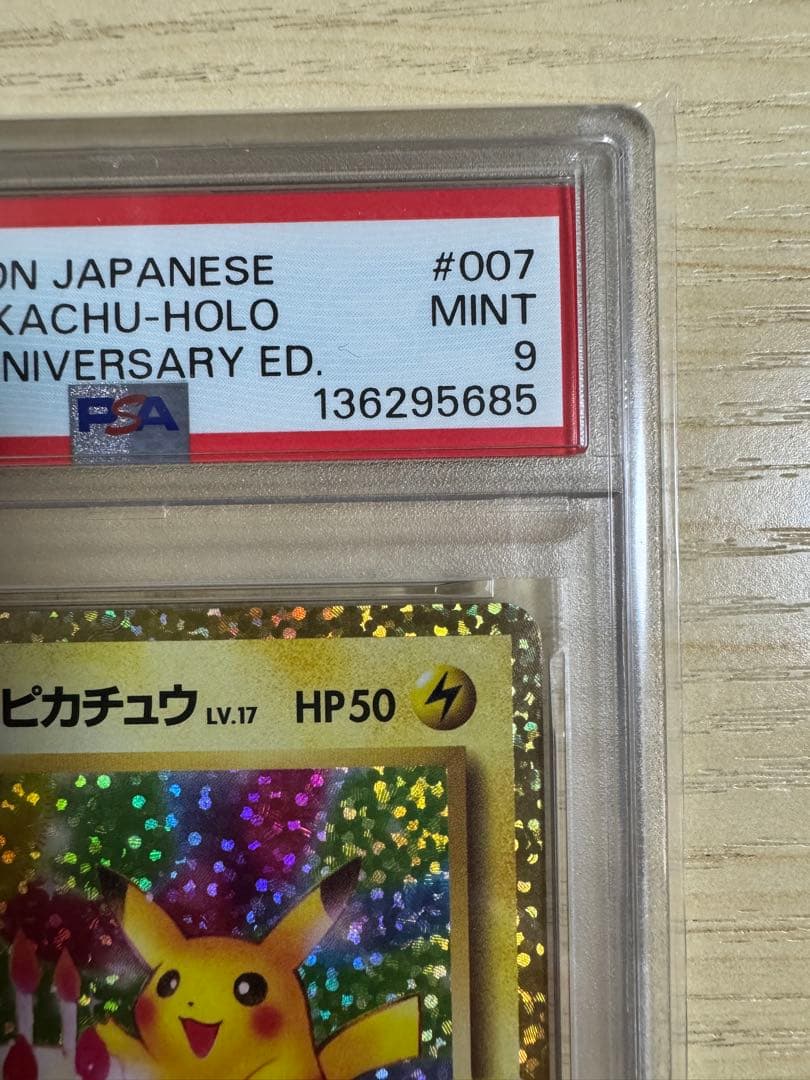 ON JAPANESE #007
KACHU-HOLO MINT
NIVERSARY ED. 9
PSA 136295685
ピカチュウ LV.17 HP50